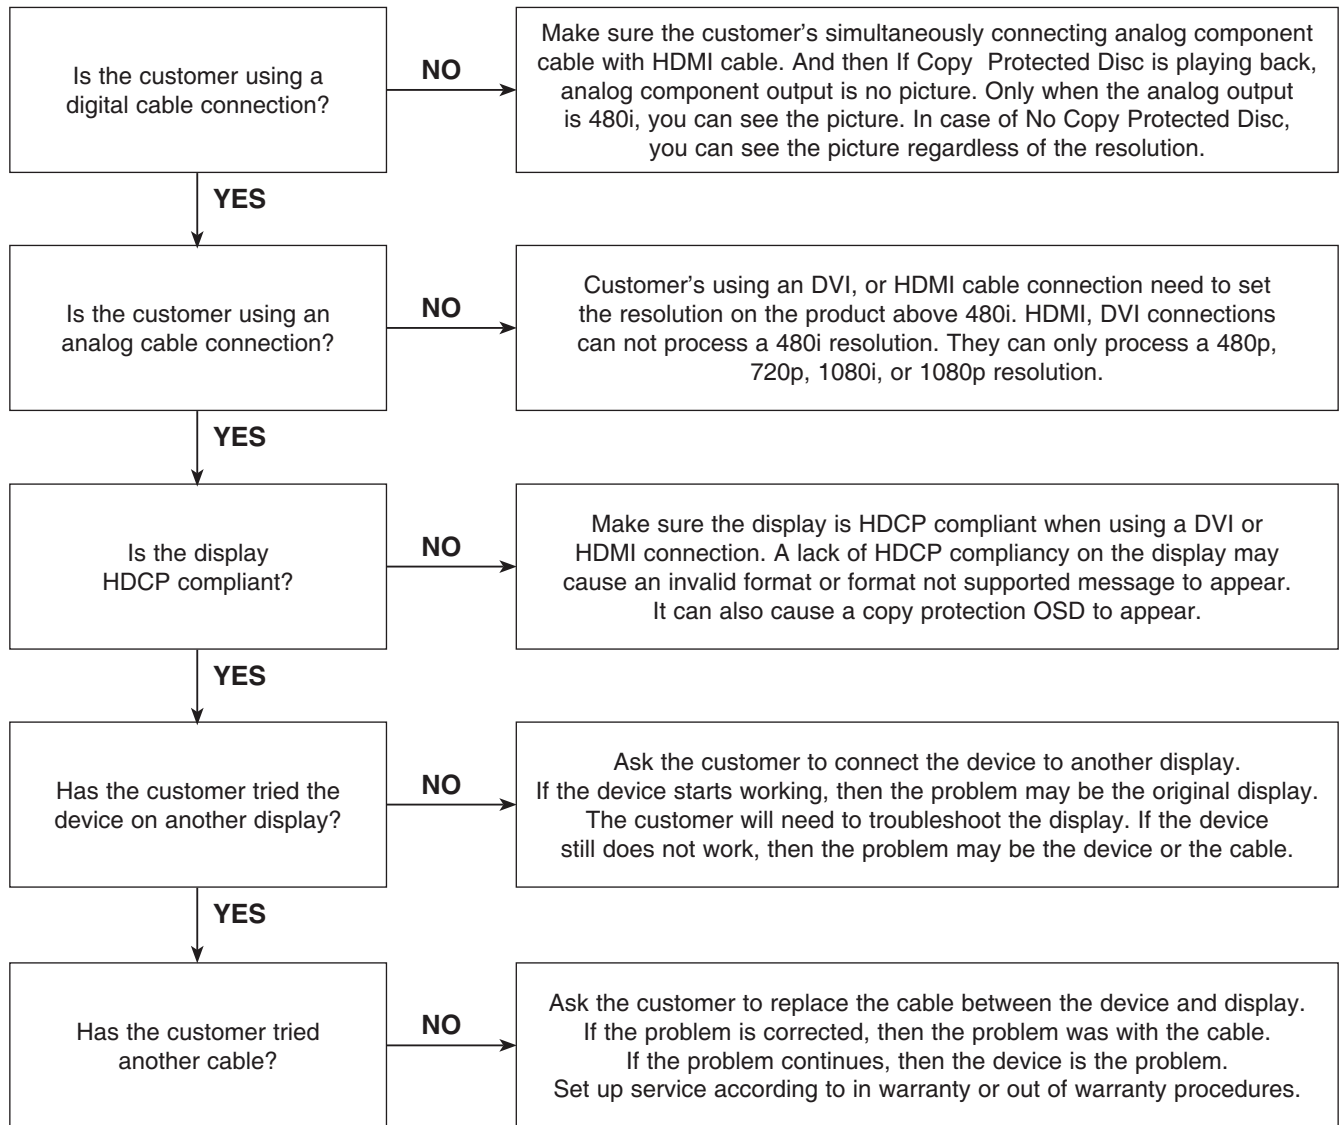 Is the customer using a
digital cable connection?
NO
Make sure the customer's simultaneously connecting analog component
cable with HDMI cable. And then If Copy  Protected Disc is playing back,
analog component output is no picture. Only when the analog output
is 480i, you can see the picture. In case of No Copy Protected Disc,
you can see the picture regardless of the resolution.
YES
Is the customer using an
analog cable connection?
NO
Customer's using an DVI, or HDMI cable connection need to set
the resolution on the product above 480i. HDMI, DVI connections
can not process a 480i resolution. They can only process a 480p,
720p, 1080i, or 1080p resolution.
YES
Is the display
HDCP compliant?
NO
Make sure the display is HDCP compliant when using a DVI or
HDMI connection. A lack of HDCP compliancy on the display may
cause an invalid format or format not supported message to appear.
It can also cause a copy protection OSD to appear.
YES
Has the customer tried the
device on another display?
NO
Ask the customer to connect the device to another display.
If the device starts working, then the problem may be the original display.
The customer will need to troubleshoot the display. If the device
still does not work, then the problem may be the device or the cable.
YES
Has the customer tried
another cable?
NO
Ask the customer to replace the cable between the device and display.
If the problem is corrected, then the problem was with the cable.
If the problem continues, then the device is the problem.
Set up service according to in warranty or out of warranty procedures.